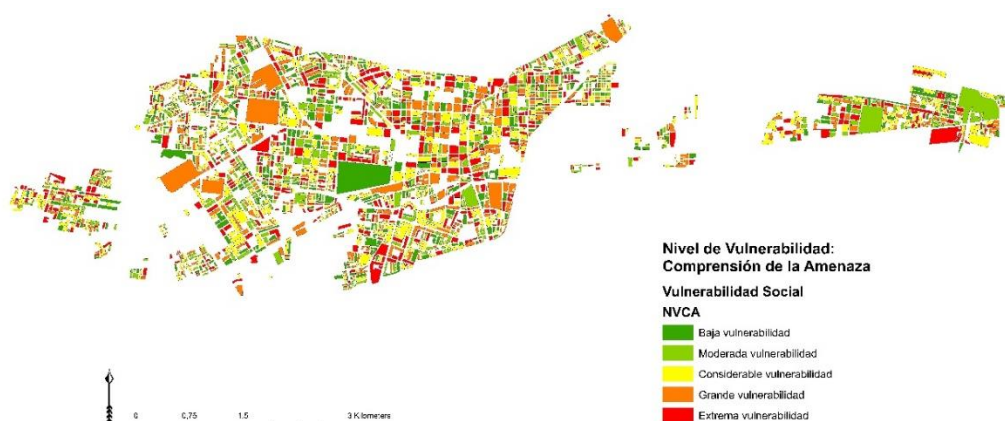 Nivel de Vulnerabilidad:
Comprensión de la Amenaza
Vulnerabilidad Social
NVCA
Baja vulnerabilidad
Moderada vulnerabilidad
Considerable vulnerabilidad
Grande vulnerabilidad
Extrema vulnerabilidad
0 0,75 1,5 3 Kilometers